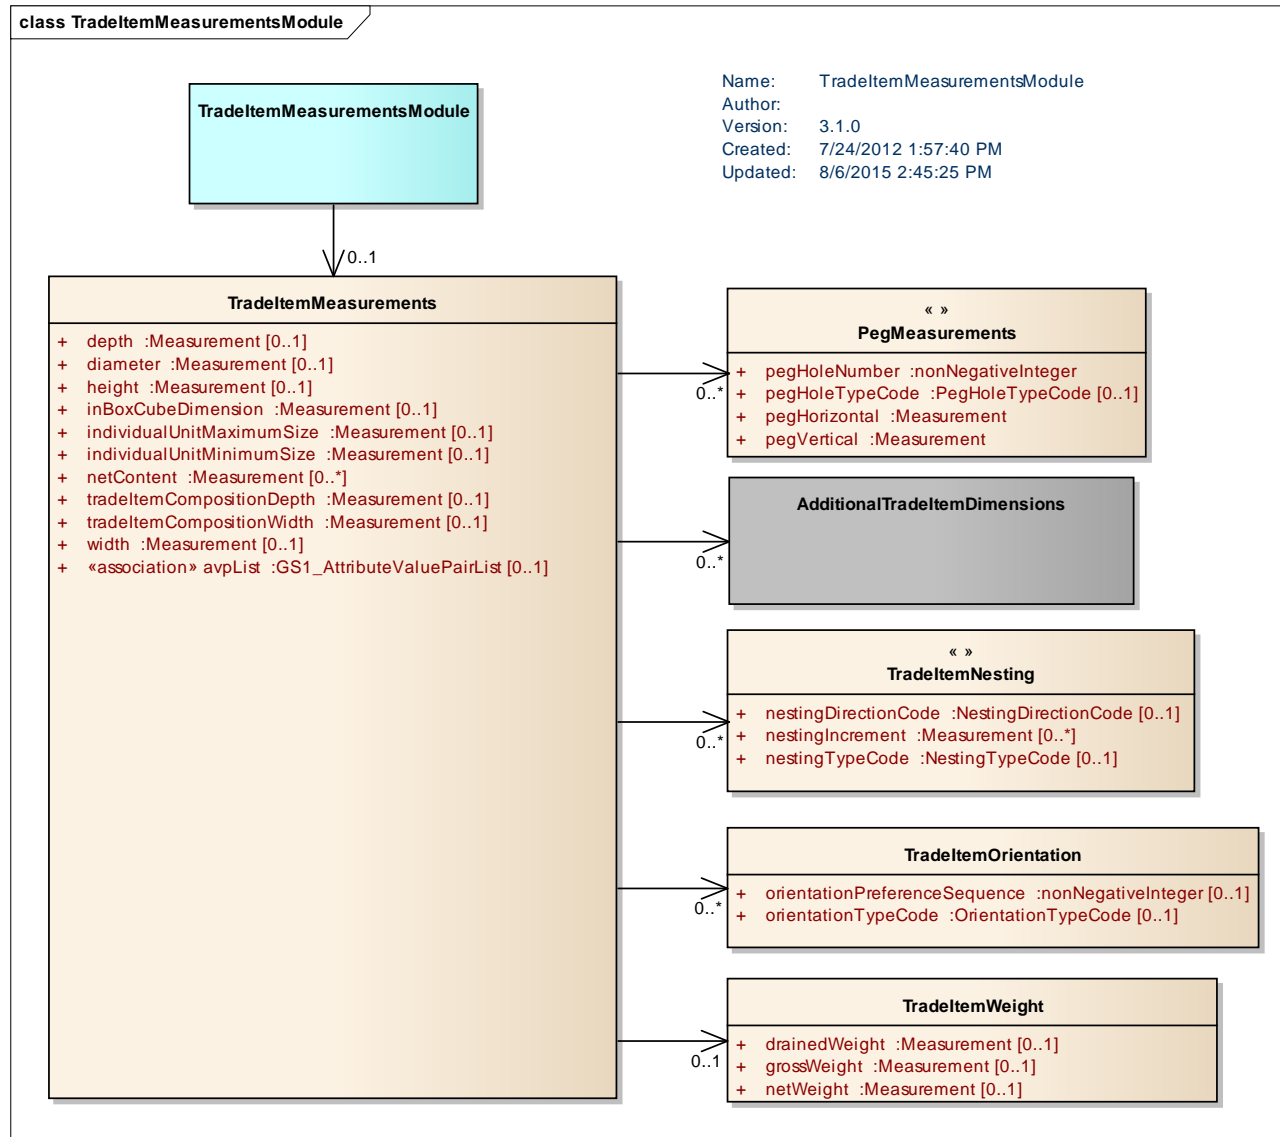 class TradeItemMeasurementsModule
TradeItemMeasurementsModule
Name: TradeItemMeasurementsModule
Author:
Version: 3.1.0
Created: 7/24/2012 1:57:40 PM
Updated: 8/6/2015 2:45:25 PM
0..1
TradeItemMeasurements
+ depth :Measurement [0..1]
+ diameter :Measurement [0..1]
+ height :Measurement [0..1]
+ inBoxCubeDimension :Measurement [0..1]
+ individualUnitMaximumSize :Measurement [0..1]
+ individualUnitMinimumSize :Measurement [0..1]
+ netContent :Measurement [0..*]
+ tradeItemCompositionDepth :Measurement [0..1]
+ tradeItemCompositionWidth :Measurement [0..1]
+ width :Measurement [0..1]
+ «association» avpList :GS1_AttributeValuePairList [0..1]
0..*
« »
PegMeasurements
+ pegHoleNumber :nonNegativeInteger
+ pegHoleTypeCode :PegHoleTypeCode [0..1]
+ pegHorizontal :Measurement
+ pegVertical :Measurement
0..*
AdditionalTradeItemDimensions
0..*
« »
TradeItemNesting
+ nestingDirectionCode :NestingDirectionCode [0..1]
+ nestingIncrement :Measurement [0..*]
+ nestingTypeCode :NestingTypeCode [0..1]
0..*
TradeItemOrientation
+ orientationPreferenceSequence :nonNegativeInteger [0..1]
+ orientationTypeCode :OrientationTypeCode [0..1]
0..1
TradeItemWeight
+ drainedWeight :Measurement [0..1]
+ grossWeight :Measurement [0..1]
+ netWeight :Measurement [0..1]